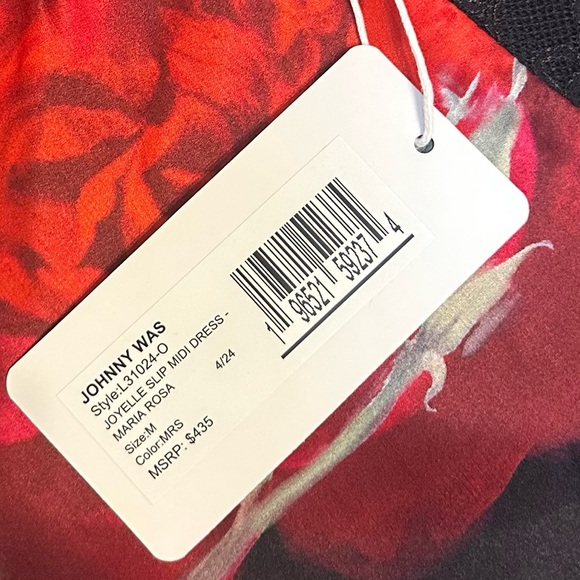 JOHNNY WAS
Style:L31024-O
JOYELLE SLIP MIDI DRESS -
MARIA ROSA 4/24
Size:M
Color:MRS
MSRP: $435
1 96521 59237 4